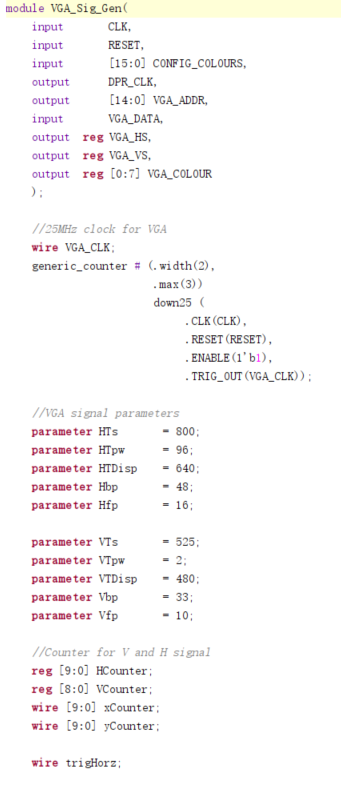 module VGA_Sig_Gen(
input CLK,
input RESET,
input [15:0] CONFIG_COLOURS,
output DPR_CLK,
output [14:0] VGA_ADDR,
input VGA_DATA,
output reg VGA_HS,
output reg VGA_VS,
output reg [0:7] VGA_COLOUR
);
//25MHz clock for VGA
wire VGA_CLK;
generic_counter # (.width(2),
.max(3))
down25 (
.CLK(CLK),
.RESET(RESET),
.ENABLE(1'b1),
.TRIG_OUT(VGA_CLK));
//VGA signal parameters
parameter HTs = 800;
parameter HTpw = 96;
parameter HTDisp = 640;
parameter Hbp = 48;
parameter Hfp = 16;
parameter VTs = 525;
parameter VTpw = 2;
parameter VTDisp = 480;
parameter Vbp = 33;
parameter Vfp = 10;
//Counter for V and H signal
reg [9:0] HCounter;
reg [8:0] VCounter;
wire [9:0] xCounter;
wire [9:0] yCounter;
wire trigHorz;